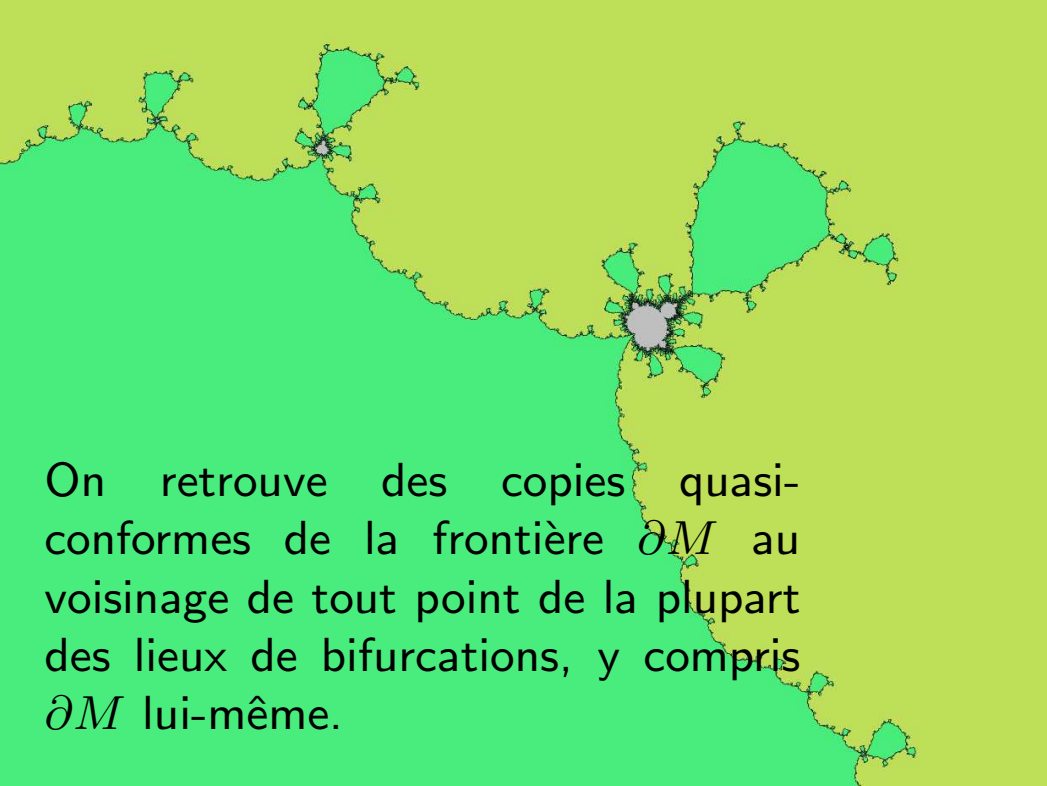 On retrouve des copies quasi-
conformes de la frontière ∂M au
voisinage de tout point de la plupart
des lieux de bifurcations, y compris
∂M lui-même.